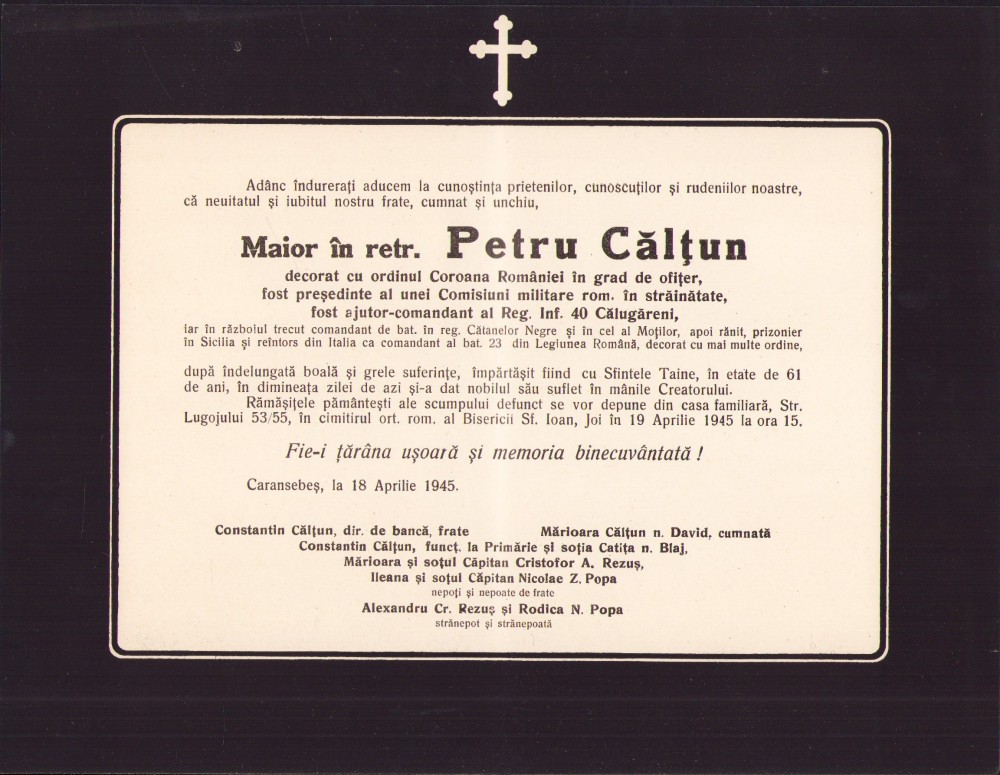 Adânc îndurerați aducem la cunoștința prietenilor, cunoscuților și rudeniilor noastre,
că neuitatul și iubitul nostru frate, cumnat și unchiu,
Maior în retr. Petru Călțun
decorat cu ordinul Coroana României în grad de ofițer,
fost președinte al unei Comisiuni militare rom. în străinătate,
fost ajutor-comandant al Reg. Inf. 40 Călugăreni,
iar în războiul trecut comandant de bat. în reg. Cătanelor Negre și în cel al Moților, apoi rănit, prizonier
în Sicilia și reîntors din Italia ca comandant al bat. 23 din Legiunea Română, decorat cu mai multe ordine,
după îndelungată boală și grele suferințe, împărtășit fiind cu Sfintele Taine, în etate de 61
de ani, în dimineața zilei de azi și-a dat nobilul său suflet în mânile Creatorului.
Rămășițele pământești ale scumpului defunct se vor depune din casa familiară, Str.
Lugojului 53/55, în cimitirul ort. rom. al Bisericii Sf. Ioan, Joi în 19 Aprilie 1945 la ora 15.
Fie-i țărâna ușoară și memoria binecuvântată!
Caransebeș, la 18 Aprilie 1945.
Constantin Călțun, dir. de bancă, frate Mărioara Călțun n. David, cumnată
Constantin Călțun, funcț. la Primărie și soția Catița n. Blaj,
Mărioara și soțul Căpitan Cristofor A. Rezuș,
Ileana și soțul Căpitan Nicolae Z. Popa
nepoți și nepoate de frate
Alexandru Cr. Rezuș și Rodica N. Popa
strănepot și strănepoată